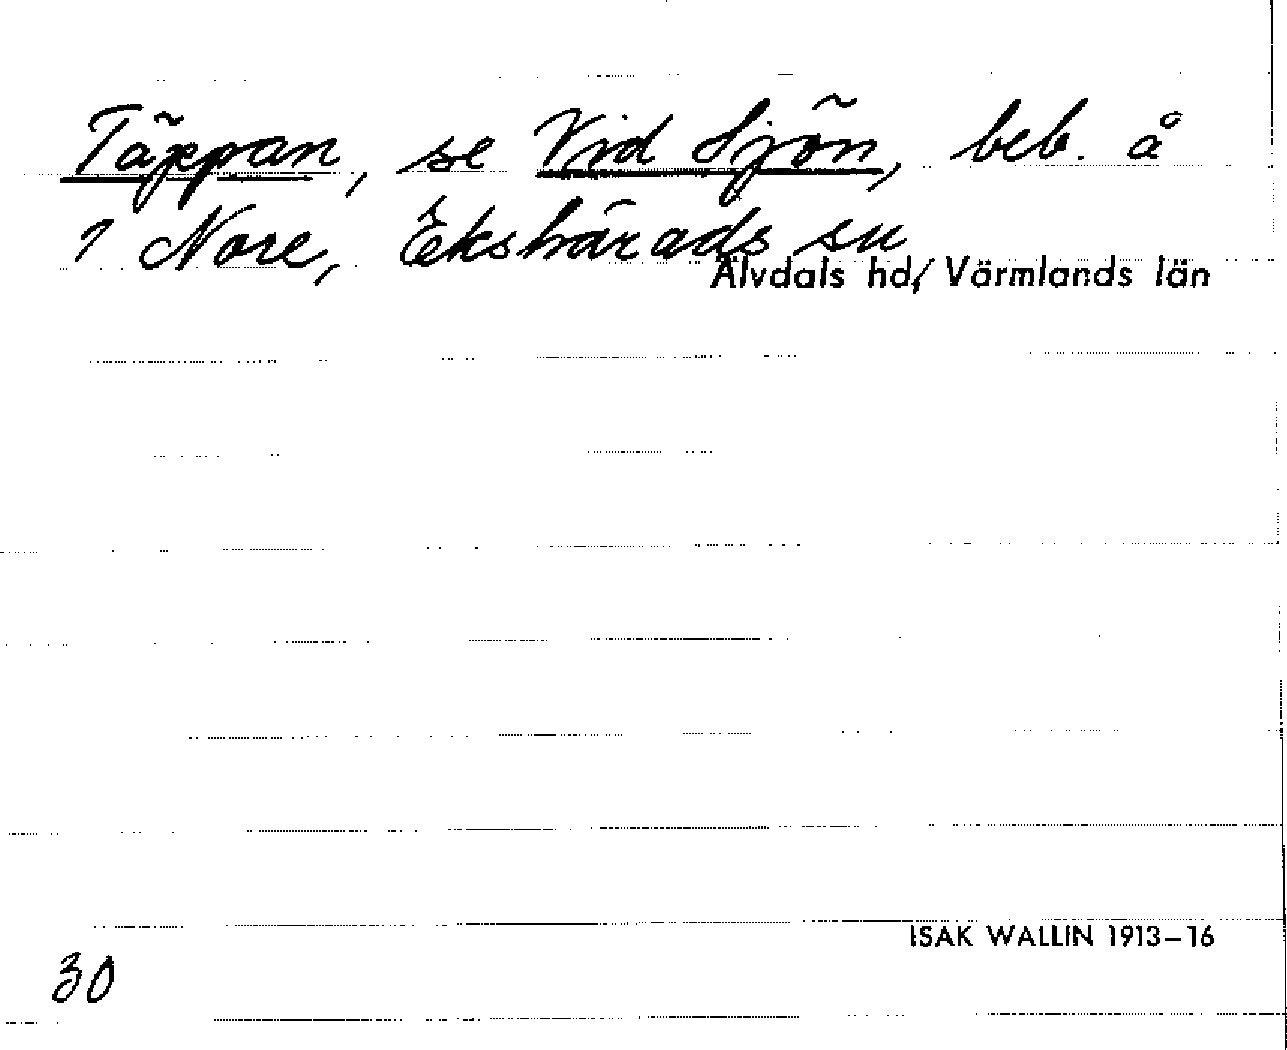 Täppan, se Vid Sjön, beb. å
1 Nore, Ekshärads sn
Älvdals hd, Värmlands län
ISAK WALLIN 1913–16
30